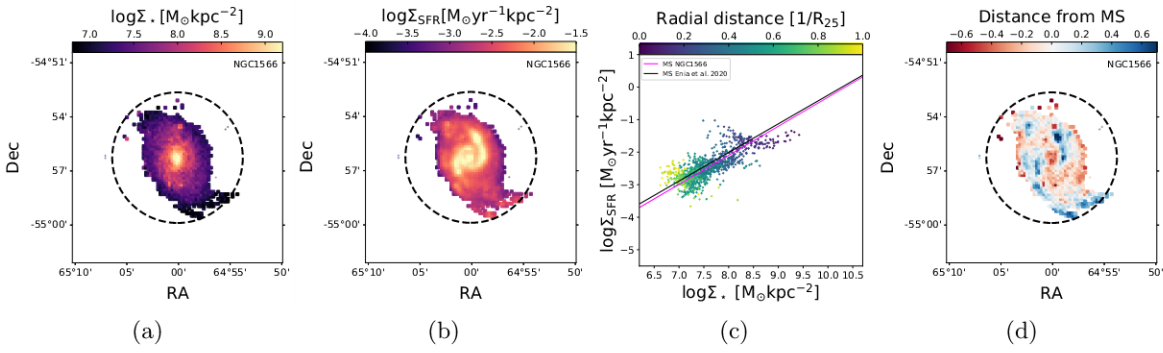 logΣ⋆ [M⊙kpc⁻²]
7.0 7.5 8.0 8.5 9.0
NGC1566
-54°51'
54'
57'
-55°00'
Dec
65°10' 05' 00' 64°55' 50'
RA
(a)
logΣSFR[M⊙yr⁻¹kpc⁻²]
-4.0 -3.5 -3.0 -2.5 -2.0 -1.5
NGC1566
-54°51'
54'
57'
-55°00'
Dec
65°10' 05' 00' 64°55' 50'
RA
(b)
Radial distance [1/R25]
0.0 0.2 0.4 0.6 0.8 1.0
MS NGC1566
MS Enia et al. 2020
1
0
−1
−2
−3
−4
−5
logΣSFR [M⊙yr⁻¹kpc⁻²]
6.5 7.0 7.5 8.0 8.5 9.0 9.5 10.0 10.5
logΣ⋆ [M⊙kpc⁻²]
(c)
Distance from MS
−0.6 −0.4 −0.2 0.0 0.2 0.4 0.6
NGC1566
-54°51'
54'
57'
-55°00'
Dec
65°10' 05' 00' 64°55' 50'
RA
(d)